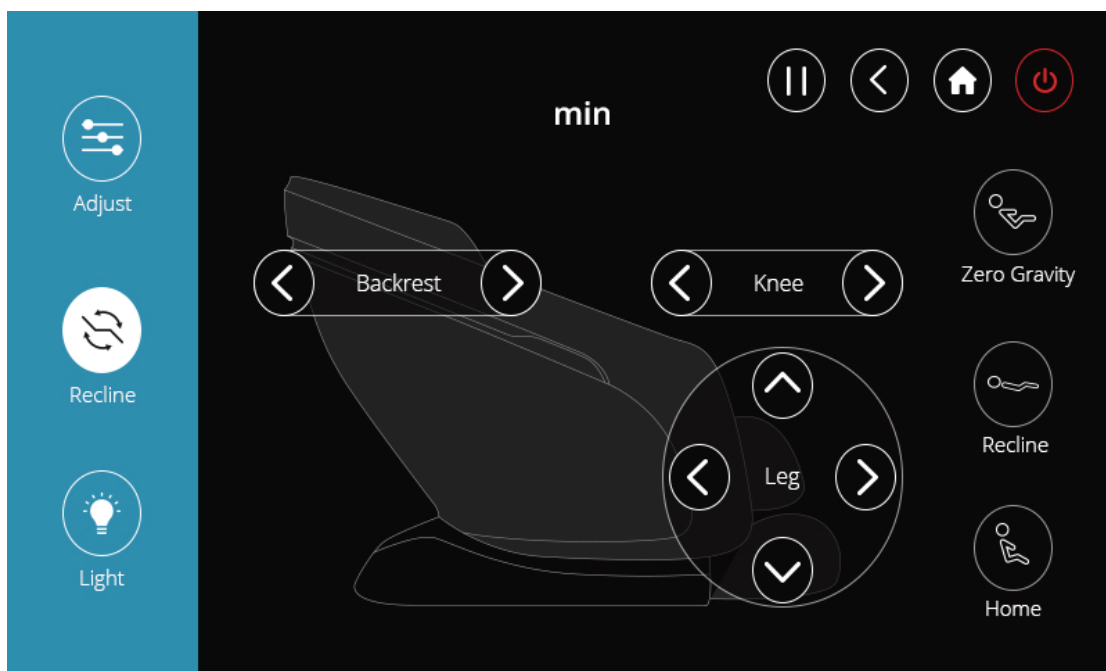 min
Adjust
Recline
Light
Backrest
Knee
Leg
Zero Gravity
Recline
Home